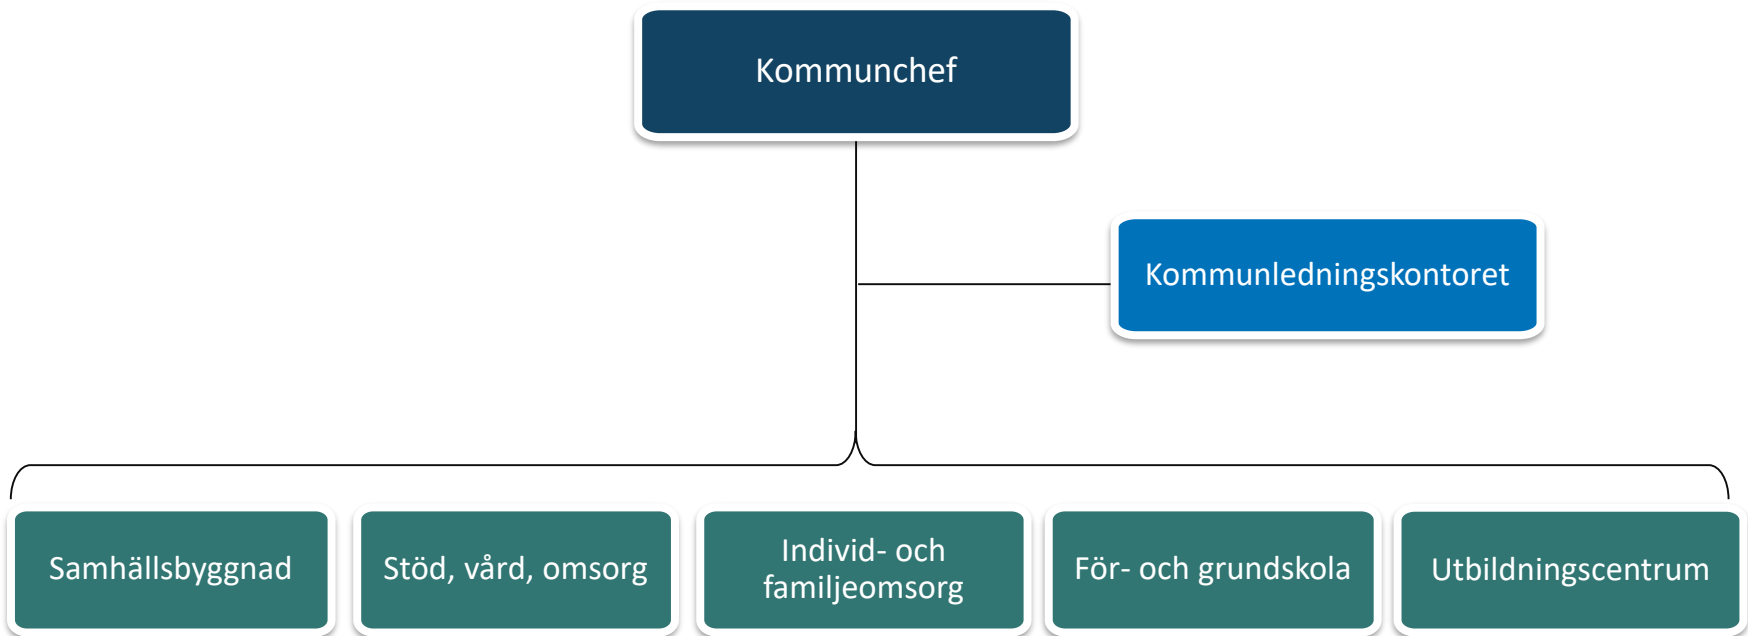 Kommunchef
Kommunledningskontoret
Samhällsbyggnad
Stöd, vård, omsorg
Individ- och
familjeomsorg
För- och grundskola
Utbildningscentrum